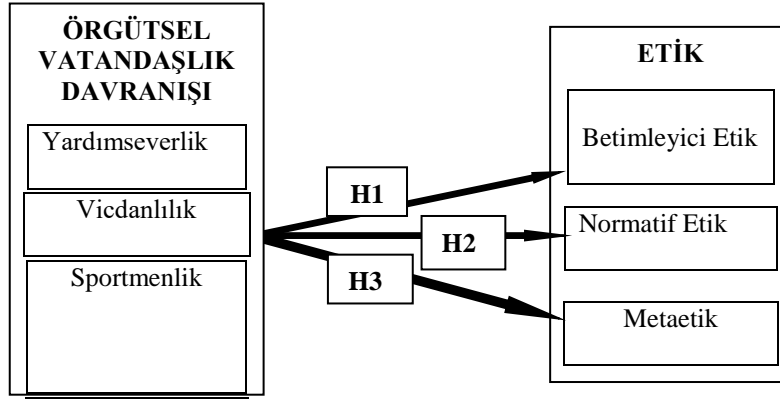 ÖRGÜTSEL
VATANDAŞLIK
DAVRANIŞI
Yardımseverlik
Vicdanlılık
Sportmenlik
H1
H2
H3
ETİK
Betimleyici Etik
Normatif Etik
Metaetik